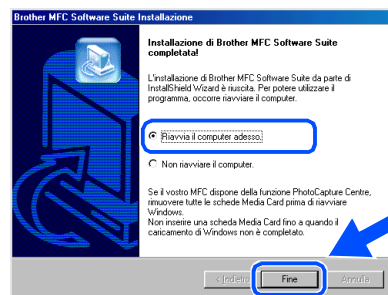 Brother MFC Software Suite Installazione
Installazione di Brother MFC Software Suite
completata!
L'installazione di Brother MFC Software Suite da parte di
InstallShield Wizard è riuscita. Per potere utilizzare il
programma, occorre riavviare il computer.
Riavvia il computer adesso.
Non riavviare il computer.
Se il vostro MFC dispone della funzione PhotoCapture Centre,
rimuovere tutte le schede Media Card prima di riavviare
Windows.
Non inserire una scheda Media Card fino a quando il
caricamento di Windows non è completato.
< Indietro Fine Annulla